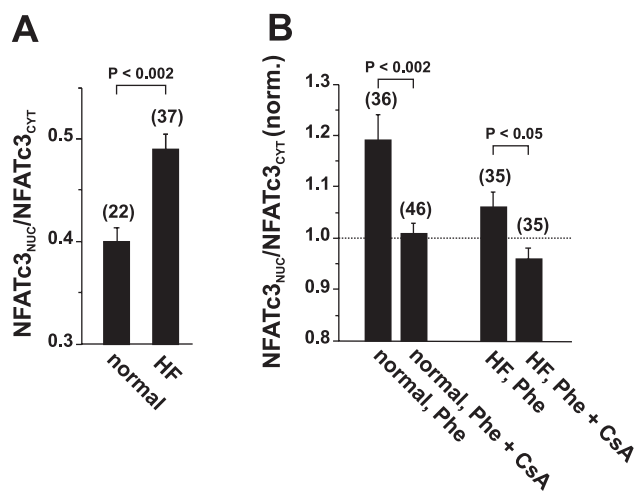 A
NFATc3NUC/NFATc3CYT
P < 0.002
(37)
(22)
0.5
0.4
0.3
normal
HF
B
NFATc3NUC/NFATc3CYT (norm.)
P < 0.002
1.3
(36)
1.2
P < 0.05
(35)
1.1
(46)
(35)
1.0
0.9
0.8
normal, Phe
normal, Phe + CsA
HF, Phe
HF, Phe + CsA